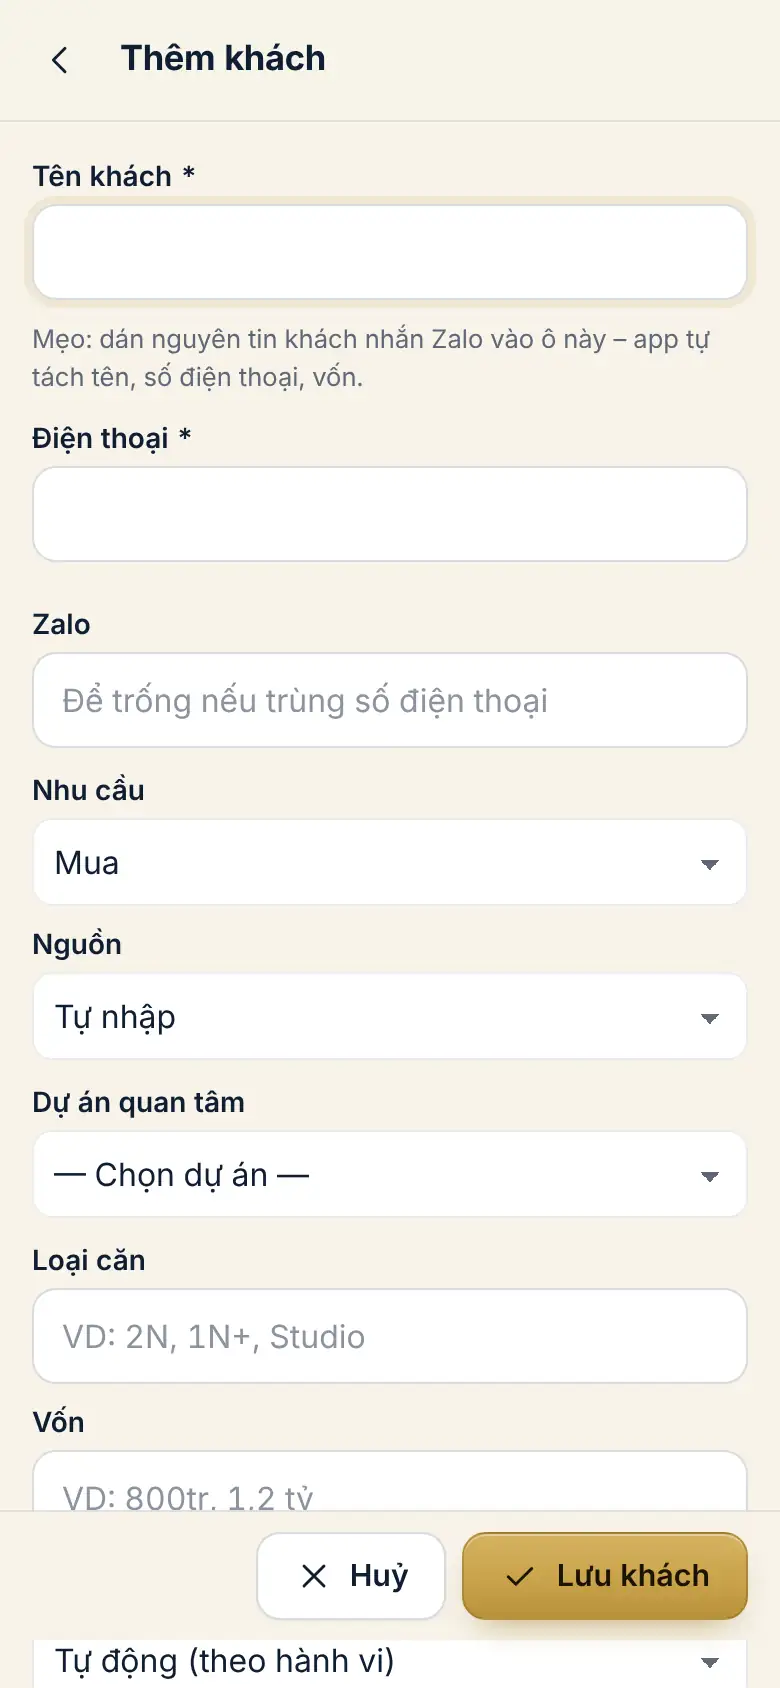 Thêm khách
Tên khách *
Mẹo: dán nguyên tin khách nhắn Zalo vào ô này – app tự
tách tên, số điện thoại, vốn.
Điện thoại *
Zalo
Để trống nếu trùng số điện thoại
Nhu cầu
Mua
Nguồn
Tự nhập
Dự án quan tâm
— Chọn dự án —
Loại căn
VD: 2N, 1N+, Studio
Vốn
VD: 800tr, 1,2 tỷ
Huỷ
Lưu khách
Tự động (theo hành vi)